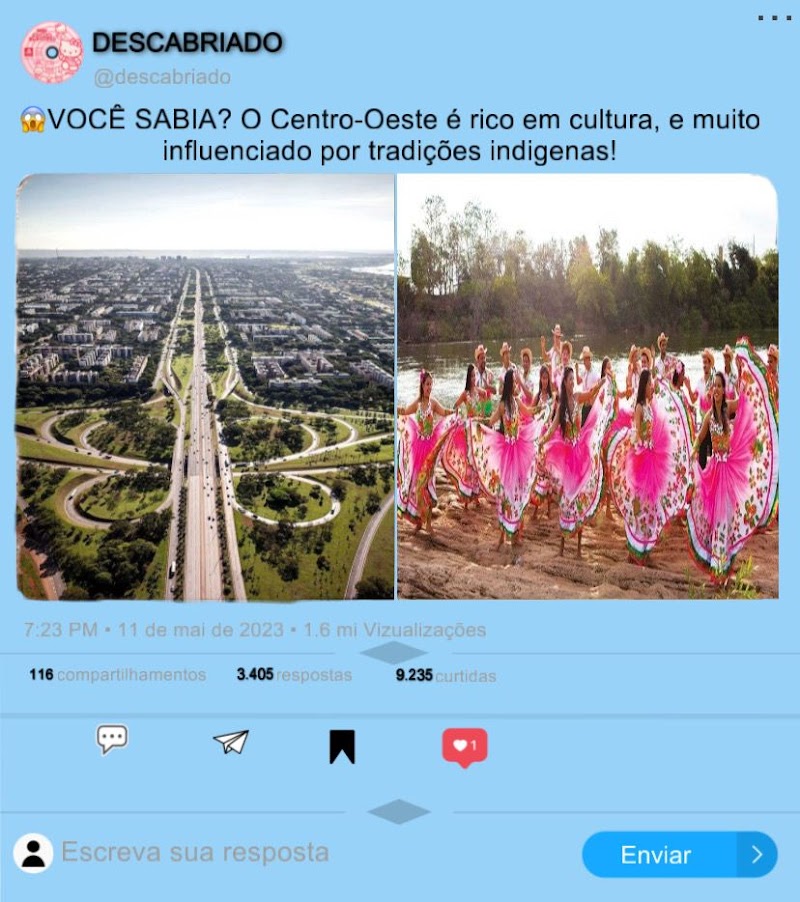 DESCABRIADO
@descabriado
😱VOCÊ SABIA? O Centro-Oeste é rico em cultura, e muito
influenciado por tradições indigenas!
7:23 PM • 11 de mai de 2023 • 1.6 mi Vizualizações
116 compartilhamentos 3.405 respostas 9.235 curtidas
1
Escreva sua resposta
Enviar